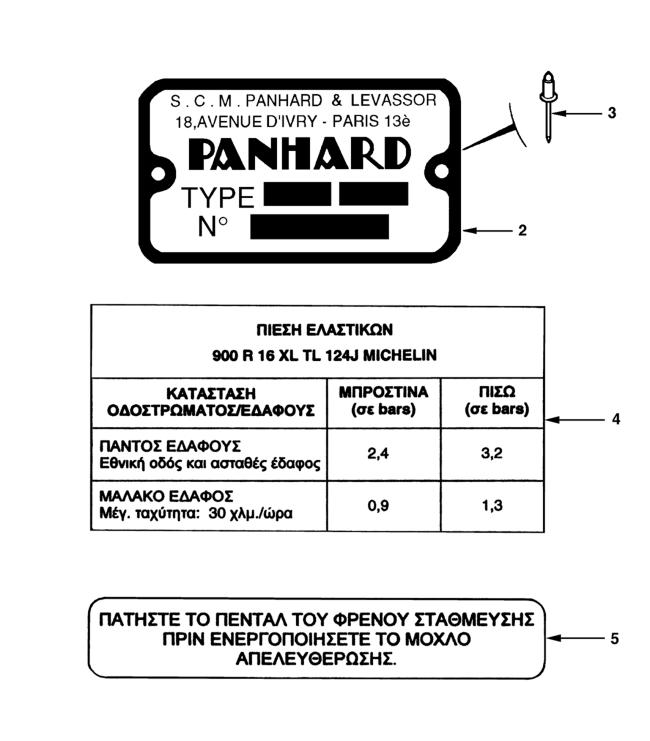 S.C.M. PANHARD & LEVASSOR
18,AVENUE D'IVRY - PARIS 13è
PANHARD
TYPE
N°
3
2
ΠΙΕΣΗ ΕΛΑΣΤΙΚΩΝ
900 R 16 XL TL 124J MICHELIN
ΚΑΤΑΣΤΑΣΗ ΟΔΟΣΤΡΩΜΑΤΟΣ/ΕΔΑΦΟΥΣ
ΜΠΡΟΣΤΙΝΑ (σε bars)
ΠΙΣΩ (σε bars)
4
ΠΑΝΤΟΣ ΕΔΑΦΟΥΣ
Εθνική οδός και ασταθές έδαφος
2,4
3,2
ΜΑΛΑΚΟ ΕΔΑΦΟΣ
Μέγ. ταχύτητα: 30 χλμ./ώρα
0,9
1,3
ΠΑΤΗΣΤΕ ΤΟ ΠΕΝΤΑΛ ΤΟΥ ΦΡΕΝΟΥ ΣΤΑΘΜΕΥΣΗΣ
ΠΡΙΝ ΕΝΕΡΓΟΠΟΙΗΣΕΤΕ ΤΟ ΜΟΧΛΟ
ΑΠΕΛΕΥΘΕΡΩΣΗΣ.
5